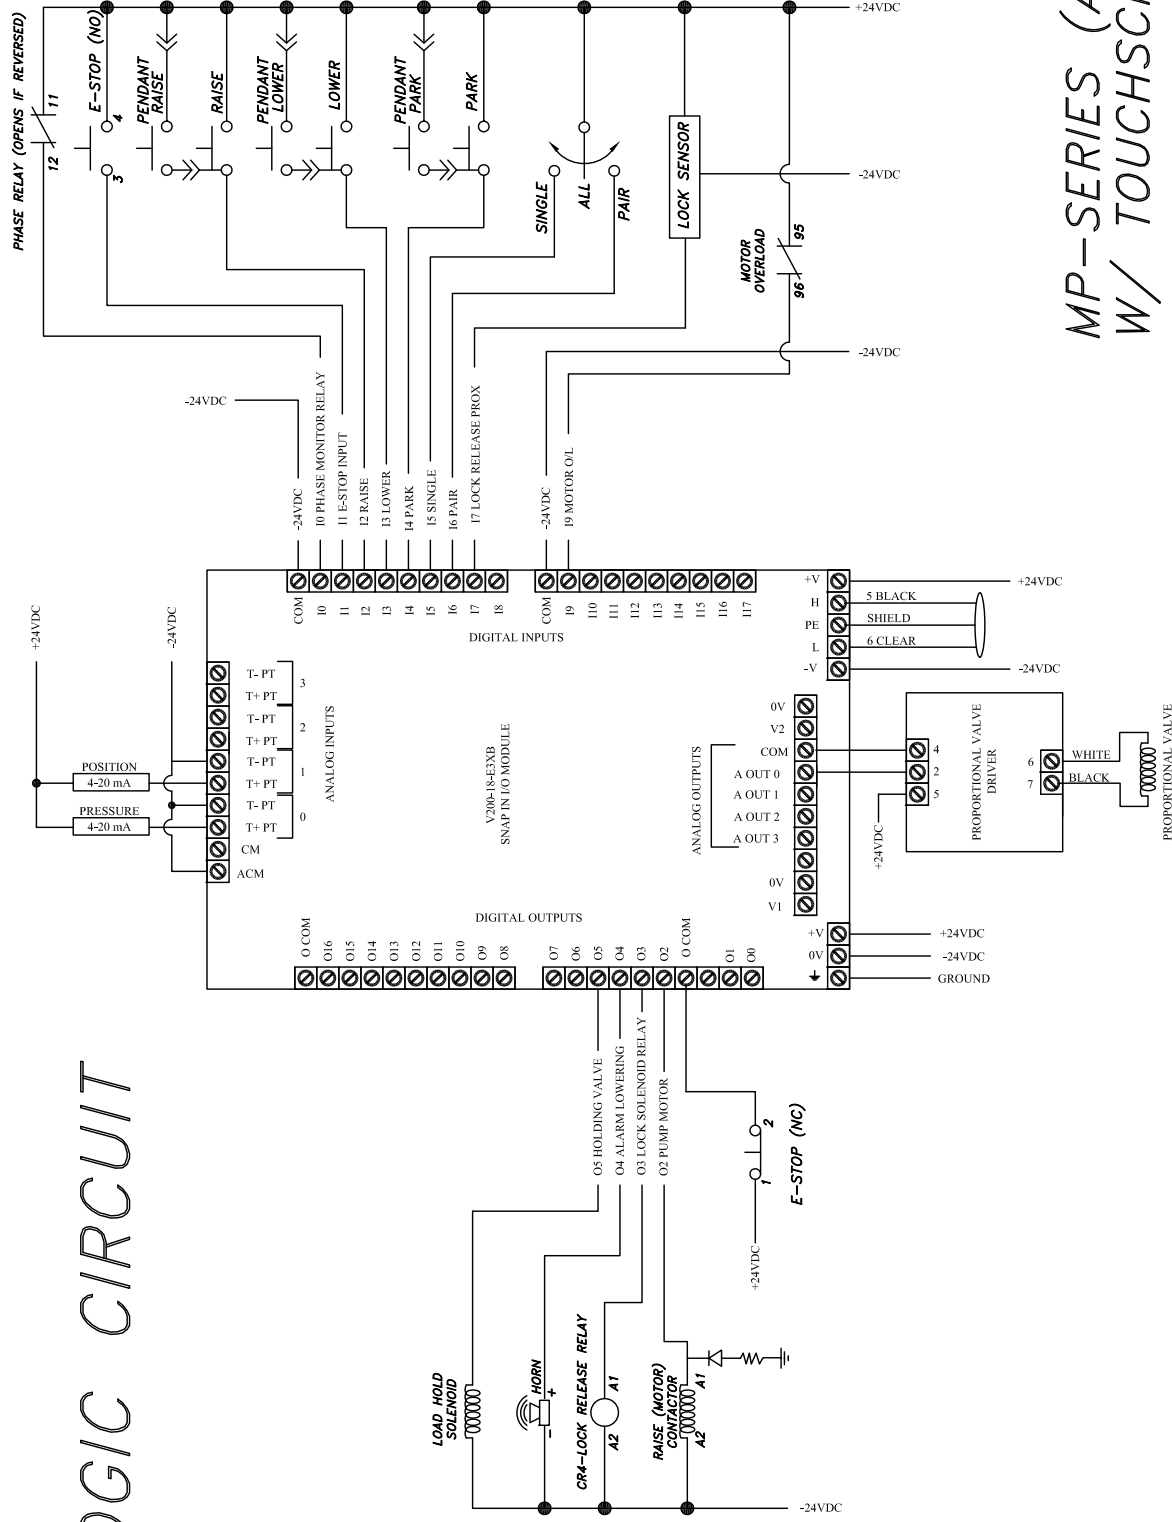 PHASE RELAY (OPENS IF REVERSED)
11
12
E-STOP (NO)
4
3
PENDANT
RAISE
RAISE
PENDANT
LOWER
LOWER
PENDANT
PARK
PARK
SINGLE
ALL
PAIR
LOCK SENSOR
MOTOR
OVERLOAD
95
96
+24VDC
-24VDC
-24VDC
MP-SERIES (A
W/ TOUCHSC
-24VDC
-24VDC
I0 PHASE MONITOR RELAY
I1 E-STOP INPUT
I2 RAISE
I3 LOWER
I4 PARK
I5 SINGLE
I6 PAIR
I7 LOCK RELEASE PROX
-24VDC
I9 MOTOR O/L
COM
I0
I1
I2
I3
I4
I5
I6
I7
I8
COM
I9
I10
I11
I12
I13
I14
I15
I16
I17
DIGITAL INPUTS
+V
H
PE
L
-V
+24VDC
5 BLACK
SHIELD
6 CLEAR
-24VDC
+24VDC
-24VDC
POSITION
4-20 mA
PRESSURE
4-20 mA
T- PT
T+ PT
T- PT
T+ PT
T- PT
T+ PT
T- PT
T+ PT
CM
ACM
3
2
1
0
ANALOG INPUTS
V200-18-E3XB
SNAP IN I/O MODULE
ANALOG OUTPUTS
0V
V2
COM
A OUT 0
A OUT 1
A OUT 2
A OUT 3
0V
V1
4
2
5
+24VDC
PROPORTIONAL VALVE
DRIVER
6
7
WHITE
BLACK
PROPORTIONAL VALVE
DIGITAL OUTPUTS
O COM
O16
O15
O14
O13
O12
O11
O10
O9
O8
O7
O6
O5
O4
O3
O2
O COM
O1
O0
+V
0V
+24VDC
-24VDC
GROUND
O5 HOLDING VALVE
O4 ALARM LOWERING
O3 LOCK SOLENOID RELAY
O2 PUMP MOTOR
2
1
E-STOP (NC)
+24VDC
LOAD HOLD
SOLENOID
HORN
+
-
CR4-LOCK RELEASE RELAY
A1
A2
RAISE (MOTOR)
CONTACTOR
A1
A2
-24VDC
OGIC CIRCUIT